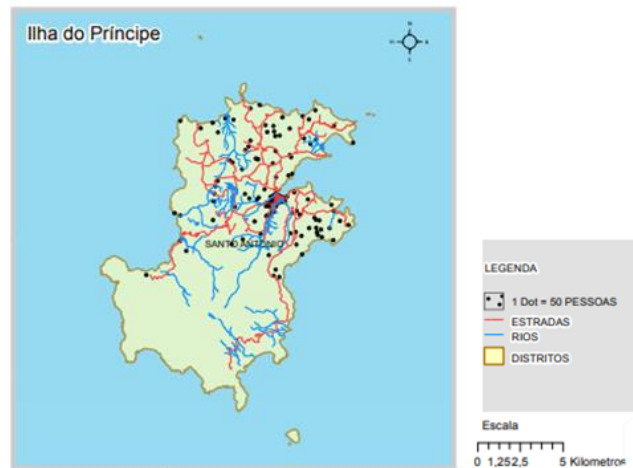 Ilha do Príncipe
N
S
SANTO ANTONIO
LEGENDA
1 Dot = 50 PESSOAS
ESTRADAS
RIOS
DISTRITOS
Escala
0 1,252,5 5 Kilometros